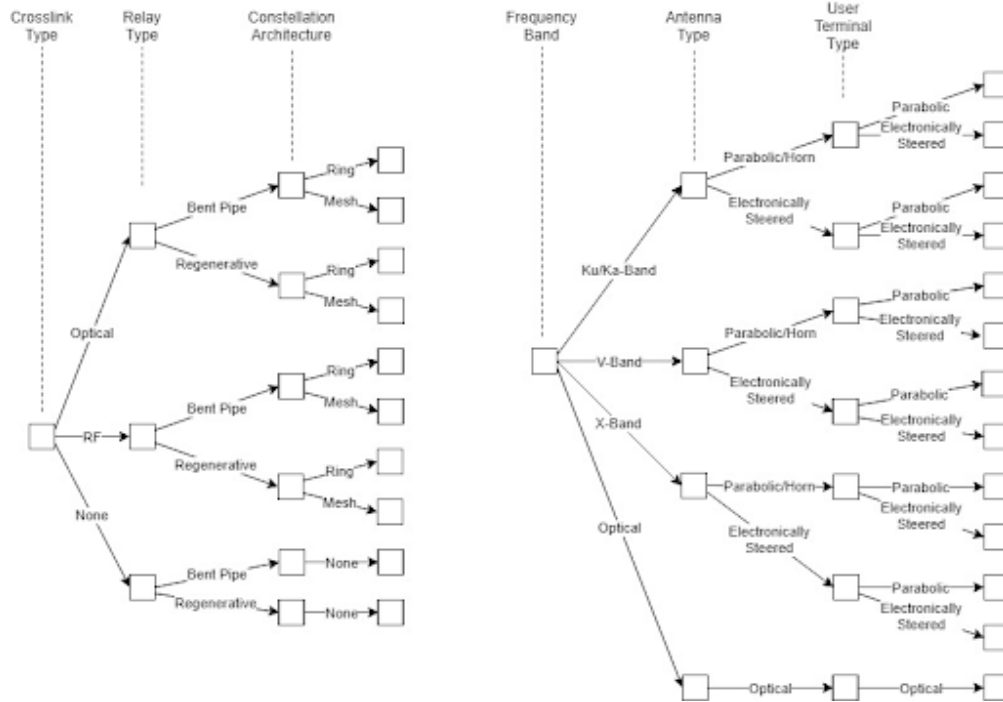 Crosslink
Type
Relay
Type
Constellation
Architecture
Ring
Bent Pipe
Mesh
Regenerative
Ring
Mesh
Optical
Ring
Bent Pipe
Mesh
RF
Regenerative
Ring
Mesh
None
Bent Pipe
None
Regenerative
None
Frequency
Band
Antenna
Type
User
Terminal
Type
Parabolic
Electronically
Steered
Parabolic/Horn
Parabolic
Electronically
Steered
Electronically
Steered
Ku/Ka-Band
Parabolic
Electronically
Steered
Parabolic/Horn
V-Band
Electronically
Steered
Parabolic
Electronically
Steered
X-Band
Parabolic/Horn
Parabolic
Electronically
Steered
Electronically
Steered
Optical
Parabolic
Electronically
Steered
Optical
Optical